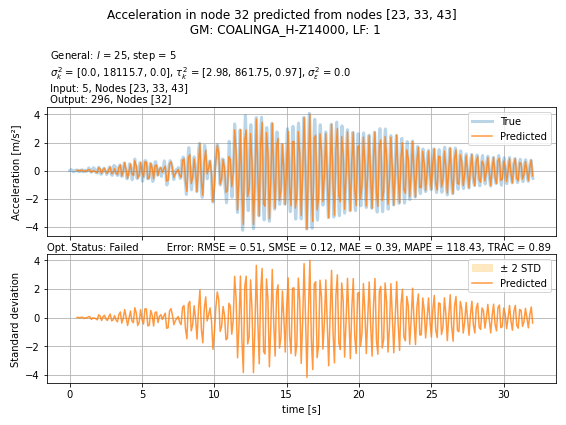 Acceleration in node 32 predicted from nodes [23, 33, 43]
GM: COALINGA_H-Z14000, LF: 1
General: l = 25, step = 5
σ²ₖ = [0.0, 18115.7, 0.0], τ²ₖ = [2.98, 861.75, 0.97], σ²ε = 0.0
Input: 5, Nodes [23, 33, 43]
Output: 296, Nodes [32]
4
2
0
−2
−4
Acceleration [m/s²]
True
Predicted
Opt. Status: Failed
Error: RMSE = 0.51, SMSE = 0.12, MAE = 0.39, MAPE = 118.43, TRAC = 0.89
4
2
0
−2
−4
Standard deviation
± 2 STD
Predicted
0 5 10 15 20 25 30
time [s]